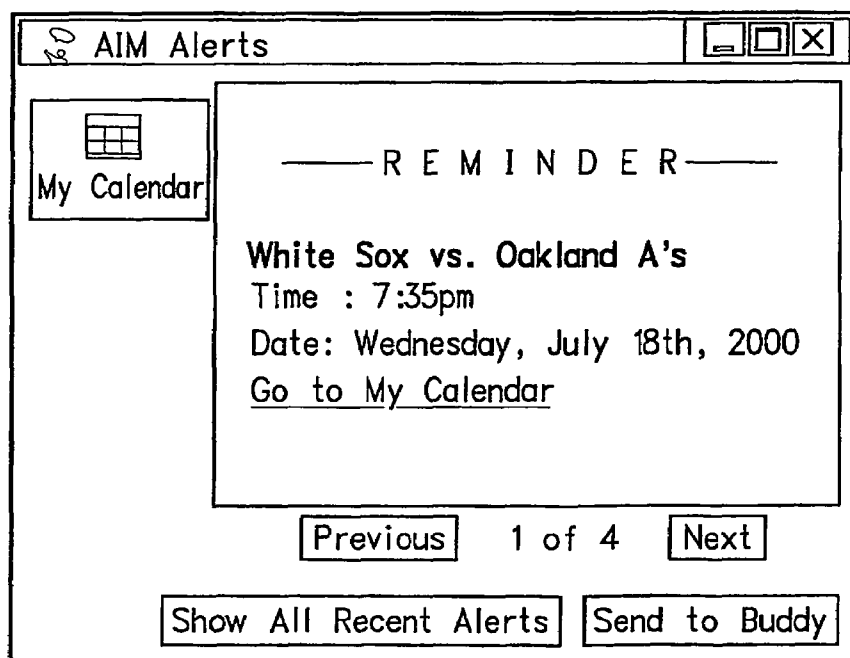 AIM Alerts
My Calendar
REMINDER
White Sox vs. Oakland A's
Time : 7:35pm
Date: Wednesday, July 18th, 2000
Go to My Calendar
Previous 1 of 4 Next
Show All Recent Alerts Send to Buddy